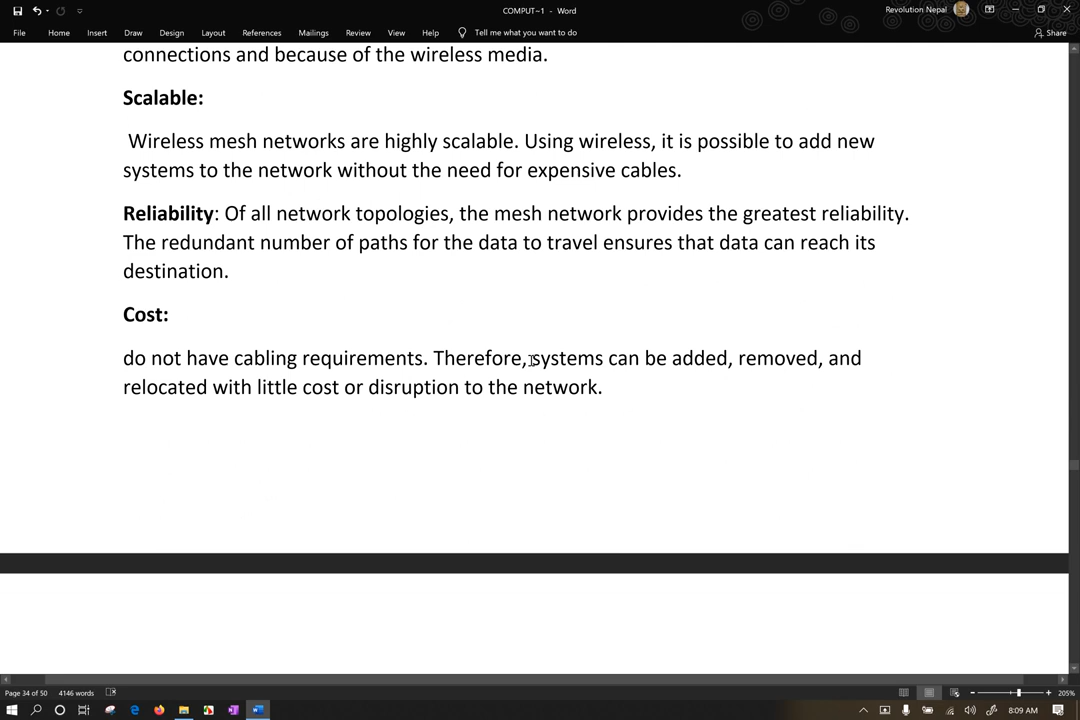 COMPUT~1 - Word
Revolution Nepal
File Home Insert Draw Design Layout References Mailings Review View Help Tell me what you want to do
Share
connections and because of the wireless media.
Scalable:
Wireless mesh networks are highly scalable. Using wireless, it is possible to add new
systems to the network without the need for expensive cables.
Reliability: Of all network topologies, the mesh network provides the greatest reliability.
The redundant number of paths for the data to travel ensures that data can reach its
destination.
Cost:
do not have cabling requirements. Therefore, systems can be added, removed, and
relocated with little cost or disruption to the network.
Page 34 of 50 4146 words
205%
8:09 AM